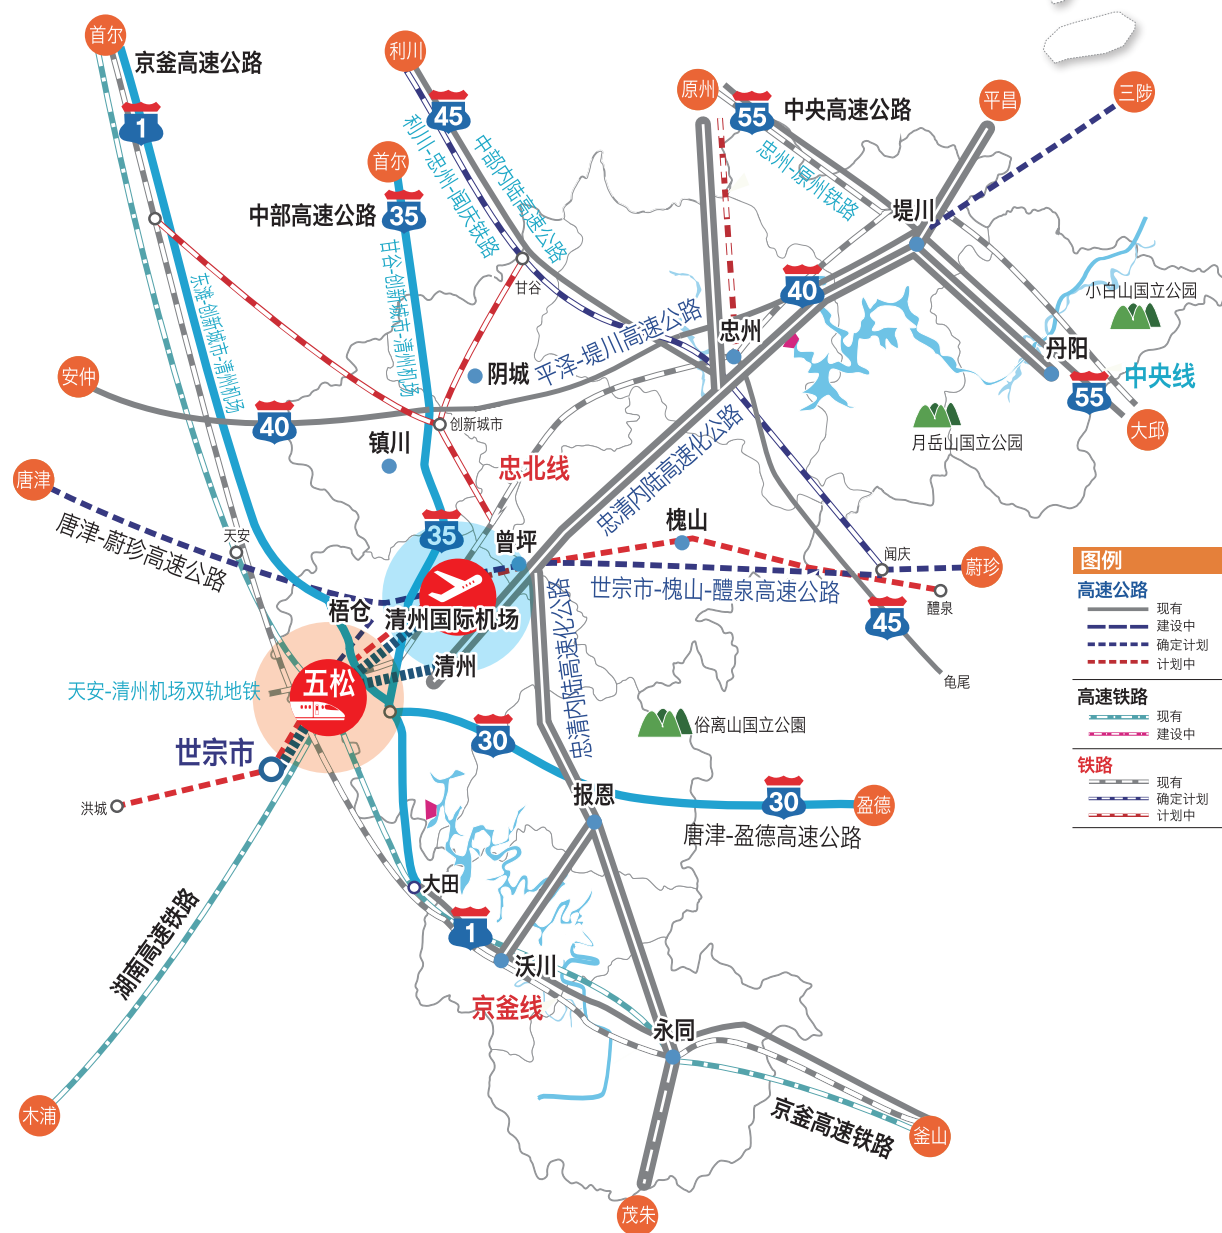 首尔
京釜高速公路
1
利川
45
利川-忠州-闻庆铁路
中部内陆高速公路
首尔
中部高速公路
35
甘谷-创新城市-清州机场
东滩-创新城市-清州机场
原州
55
中央高速公路
忠州-原州铁路
平昌
三陟
堤川
甘谷
40
小白山国立公园
丹阳
中央线
55
大邱
忠州
平泽-堤川高速公路
安仲
阴城
40
创新城市
镇川
月岳山国立公园
唐津
忠北线
忠清内陆高速化公路
唐津-蔚珍高速公路
天安
35
曾坪
槐山
闻庆
蔚珍
世宗市-槐山-醴泉高速公路
醴泉
45
龟尾
梧仓
清州国际机场
清州
忠清内陆高速化公路
五松
天安-清州机场双轨地铁
世宗市
洪城
30
俗离山国立公園
报恩
30
盈德
唐津-盈德高速公路
大田
1
沃川
京釜线
湖南高速铁路
木浦
永同
京釜高速铁路
釜山
茂朱
图例
高速公路
现有
建设中
确定计划
计划中
高速铁路
现有
建设中
铁路
现有
确定计划
计划中